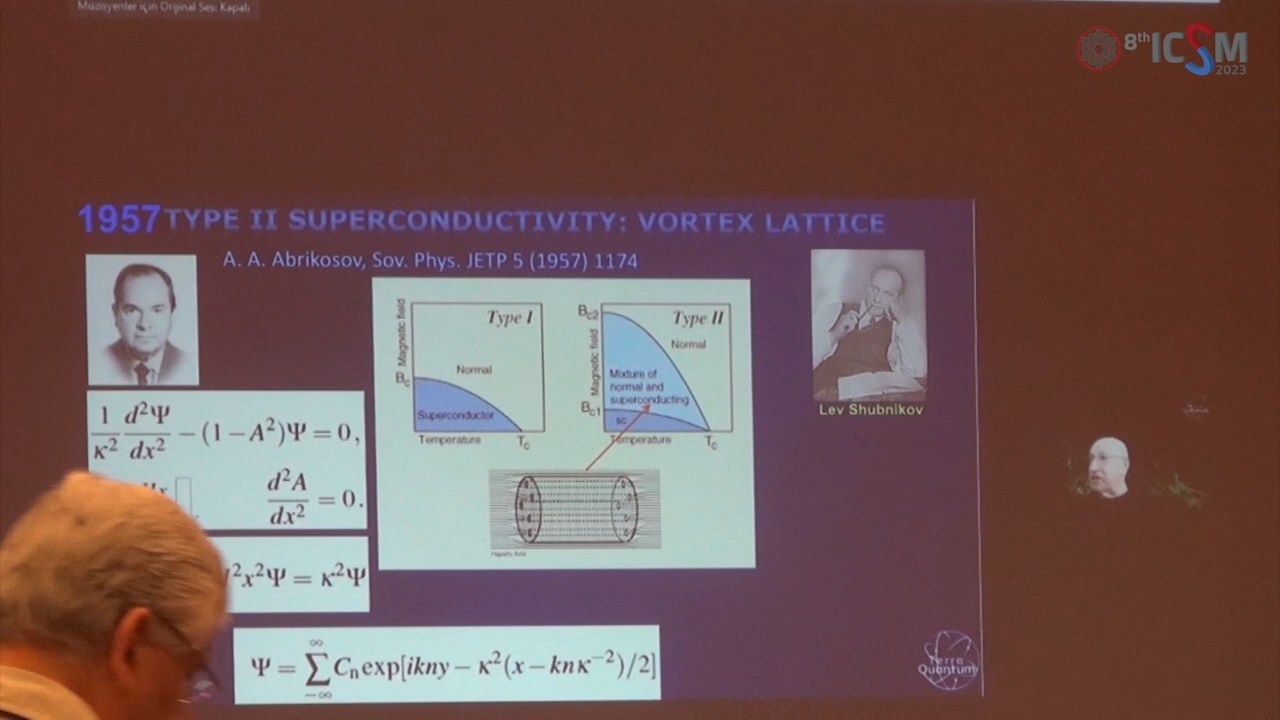 Müzisyenler için Orijinal Ses: Kapalı
8th ICSM
2023
1957 TYPE II SUPERCONDUCTIVITY: VORTEX LATTICE
A. A. Abrikosov, Sov. Phys. JETP 5 (1957) 1174
Magnetic field
Type I
Bc
Normal
Superconductor
Temperature
Tc
Bc2
Magnetic field
Type II
Normal
Mixture of
normal and
superconducting
Bc1
sc
Temperature
Tc
Lev Shubnikov
1/κ² d²Ψ/dx² − (1−A²)Ψ = 0,
d²A/dx² = 0.
²x²Ψ = κ²Ψ
Ψ = ∑_{−∞}^{∞} Cn exp[ikny − κ²(x − knκ⁻²)/2]
Terra
Quantum